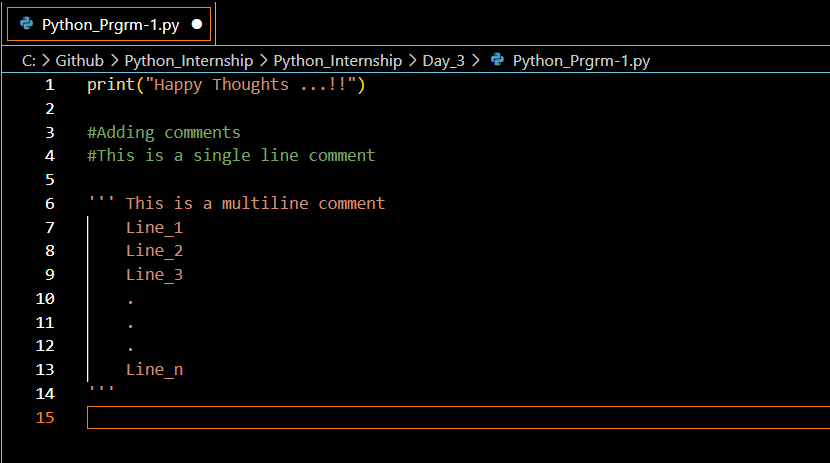 Python_Prgrm-1.py
C: > Github > Python_Internship > Python_Internship > Day_3 > Python_Prgrm-1.py
1 print("Happy Thoughts ...!!")
2
3 #Adding comments
4 #This is a single line comment
5
6 ''' This is a multiline comment
7 Line_1
8 Line_2
9 Line_3
10 .
11 .
12 .
13 Line_n
14 '''
15